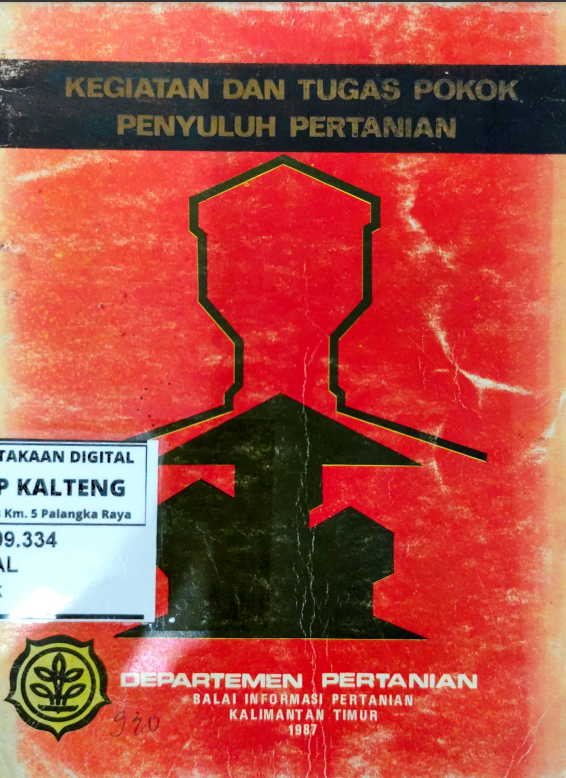 KEGIATAN DAN TUGAS POKOK
PENYULUH PERTANIAN
TAKAAN DIGITAL
P KALTENG
Km. 5 Palangka Raya
99.334
AL
K
DEPARTEMEN PERTANIAN
BALAI INFORMASI PERTANIAN
KALIMANTAN TIMUR
1987
930